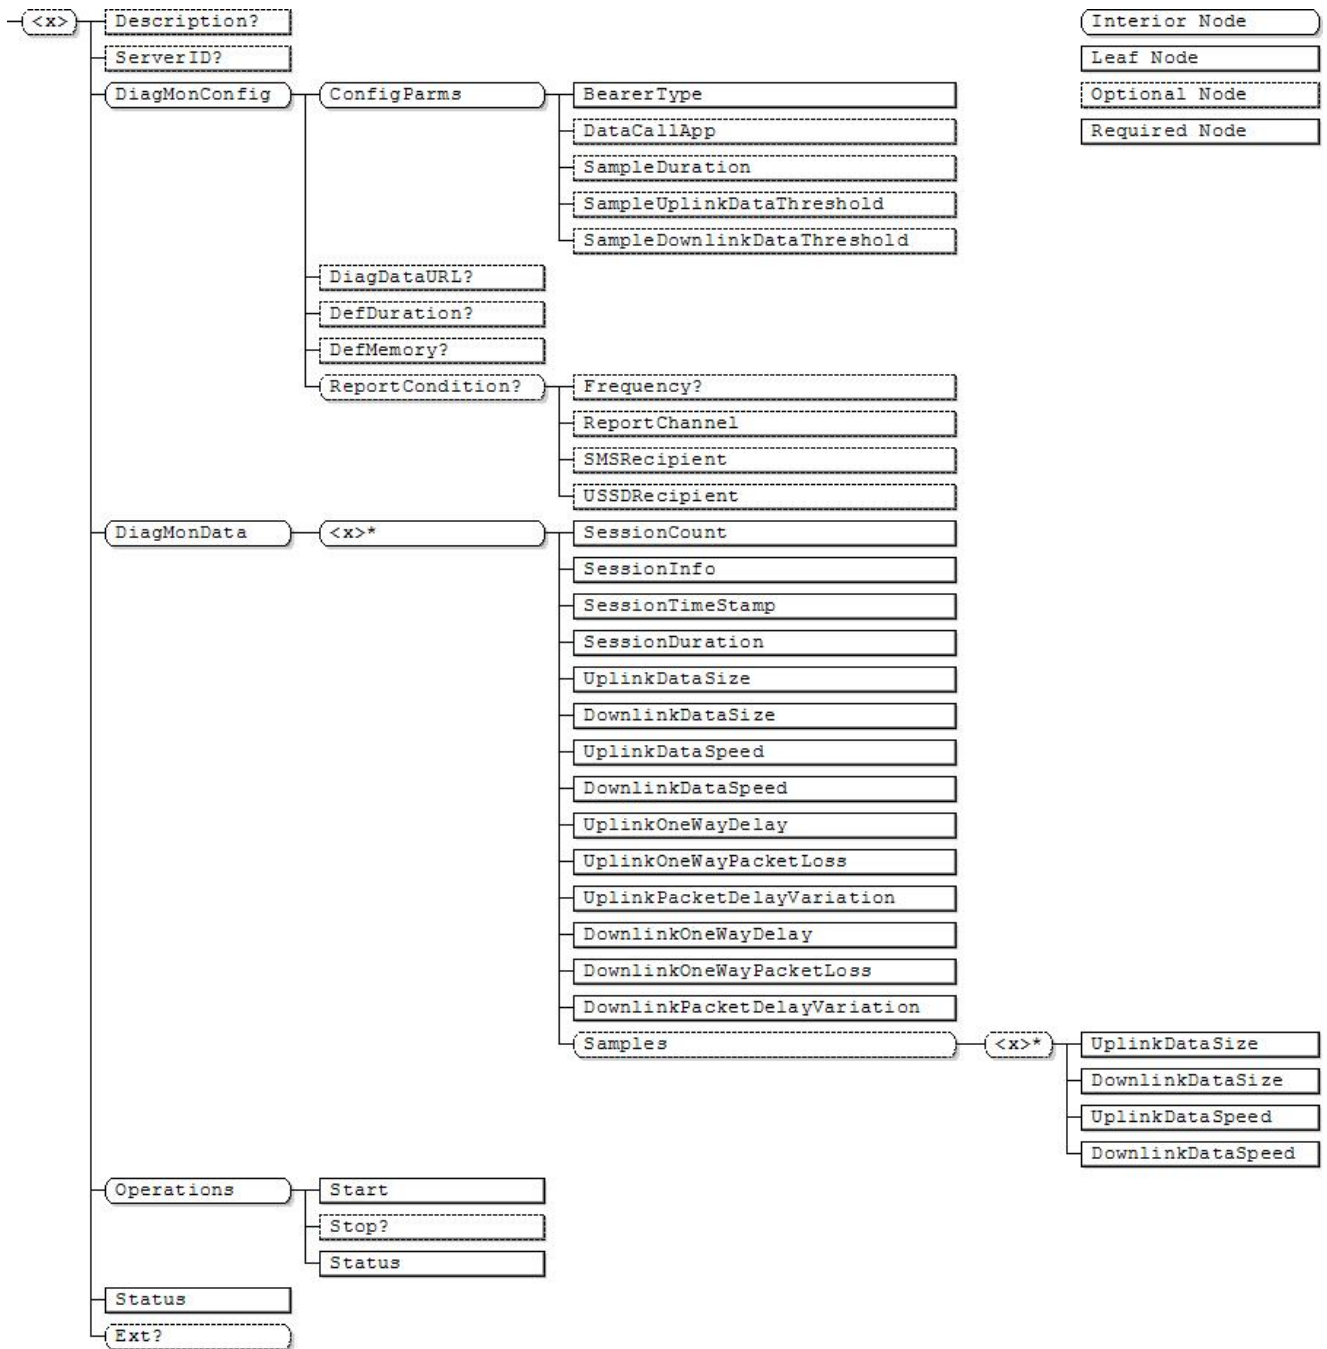 <x> Description? Interior Node
ServerID? Leaf Node
DiagMonConfig ConfigParms BearerType Optional Node
DataCallApp Required Node
SampleDuration
SampleUplinkDataThreshold
SampleDownlinkDataThreshold
DiagDataURL?
DefDuration?
DefMemory?
ReportCondition? Frequency?
ReportChannel
SMSRecipient
USSDRecipient
DiagMonData <x>* SessionCount
SessionInfo
SessionTimeStamp
SessionDuration
UplinkDataSize
DownlinkDataSize
UplinkDataSpeed
DownlinkDataSpeed
UplinkOneWayDelay
UplinkOneWayPacketLoss
UplinkPacketDelayVariation
DownlinkOneWayDelay
DownlinkOneWayPacketLoss
DownlinkPacketDelayVariation
Samples <x>* UplinkDataSize
DownlinkDataSize
UplinkDataSpeed
DownlinkDataSpeed
Operations Start
Stop?
Status
Status
Ext?